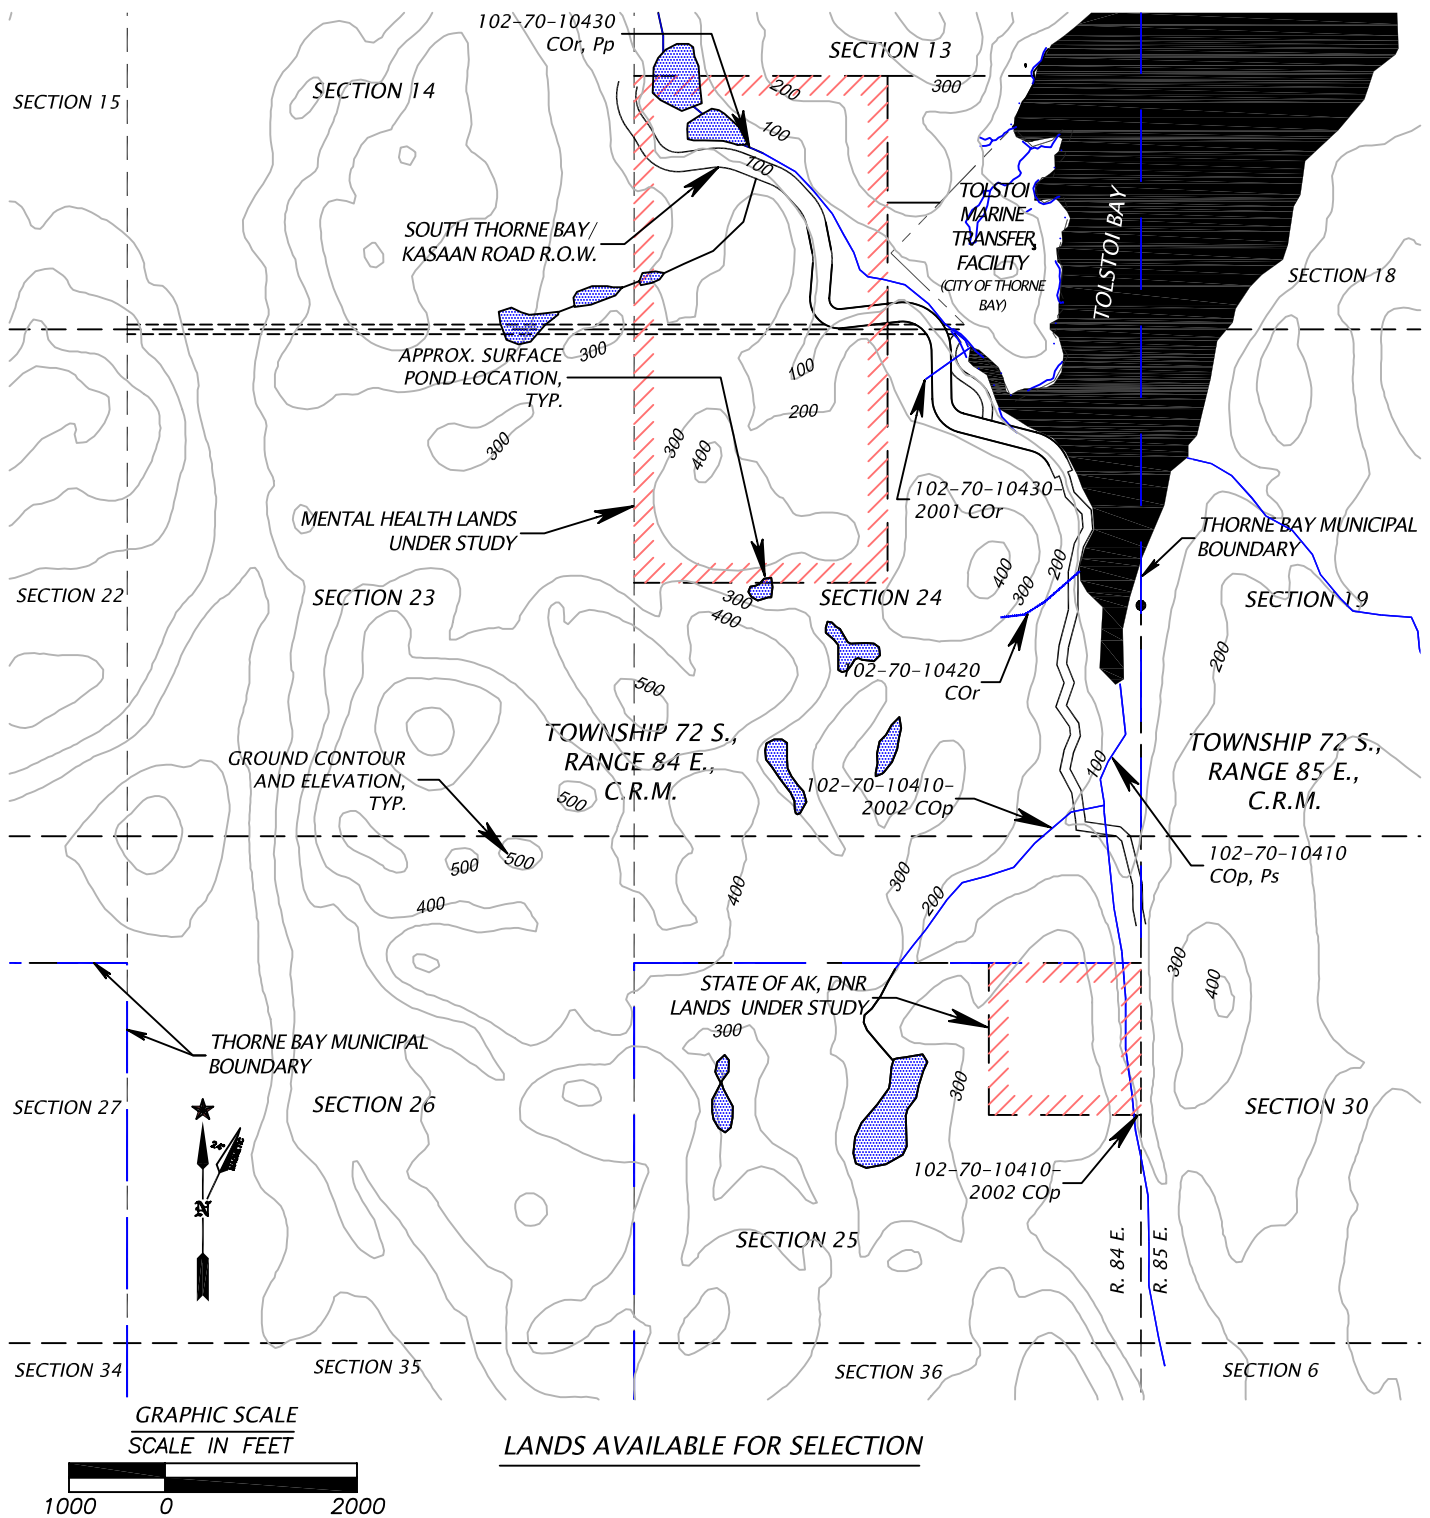 102-70-10430
COr, Pp
SECTION 13
SECTION 15
SECTION 14
300
200
100
100
TOLSTOI
MARINE
TRANSFER
FACILITY
(CITY OF THORNE
BAY)
TOLSTOI BAY
SECTION 18
SOUTH THORNE BAY/
KASAAN ROAD R.O.W.
300
APPROX. SURFACE
POND LOCATION,
TYP.
100
200
300
300
400
102-70-10430-
2001 COr
MENTAL HEALTH LANDS
UNDER STUDY
THORNE BAY MUNICIPAL
BOUNDARY
400
300
200
SECTION 22
SECTION 23
300
400
SECTION 24
SECTION 19
200
102-70-10420
COr
500
TOWNSHIP 72 S.,
RANGE 84 E.,
C.R.M.
TOWNSHIP 72 S.,
RANGE 85 E.,
C.R.M.
GROUND CONTOUR
AND ELEVATION,
TYP.
100
500
102-70-10410-
2002 COp
500
500
102-70-10410
COp, Ps
400
400
300
200
300
400
STATE OF AK, DNR
LANDS UNDER STUDY
300
300
THORNE BAY MUNICIPAL
BOUNDARY
SECTION 27
SECTION 26
SECTION 30
24°
MAGNETIC
N
102-70-10410-
2002 COp
SECTION 25
R. 84 E.
R. 85 E.
SECTION 34
SECTION 35
SECTION 36
SECTION 6
GRAPHIC SCALE
SCALE IN FEET
1000 0 2000
LANDS AVAILABLE FOR SELECTION